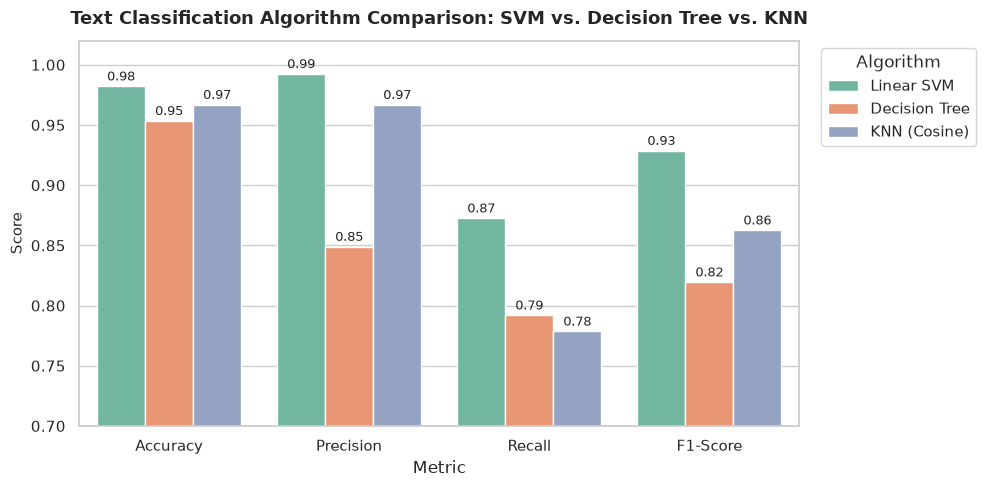 Text Classification Algorithm Comparison: SVM vs. Decision Tree vs. KNN
Algorithm
Linear SVM
Decision Tree
KNN (Cosine)
Score
1.00
0.95
0.90
0.85
0.80
0.75
0.70
0.98
0.95
0.97
0.99
0.85
0.97
0.87
0.79
0.78
0.93
0.82
0.86
Accuracy
Precision
Recall
F1-Score
Metric